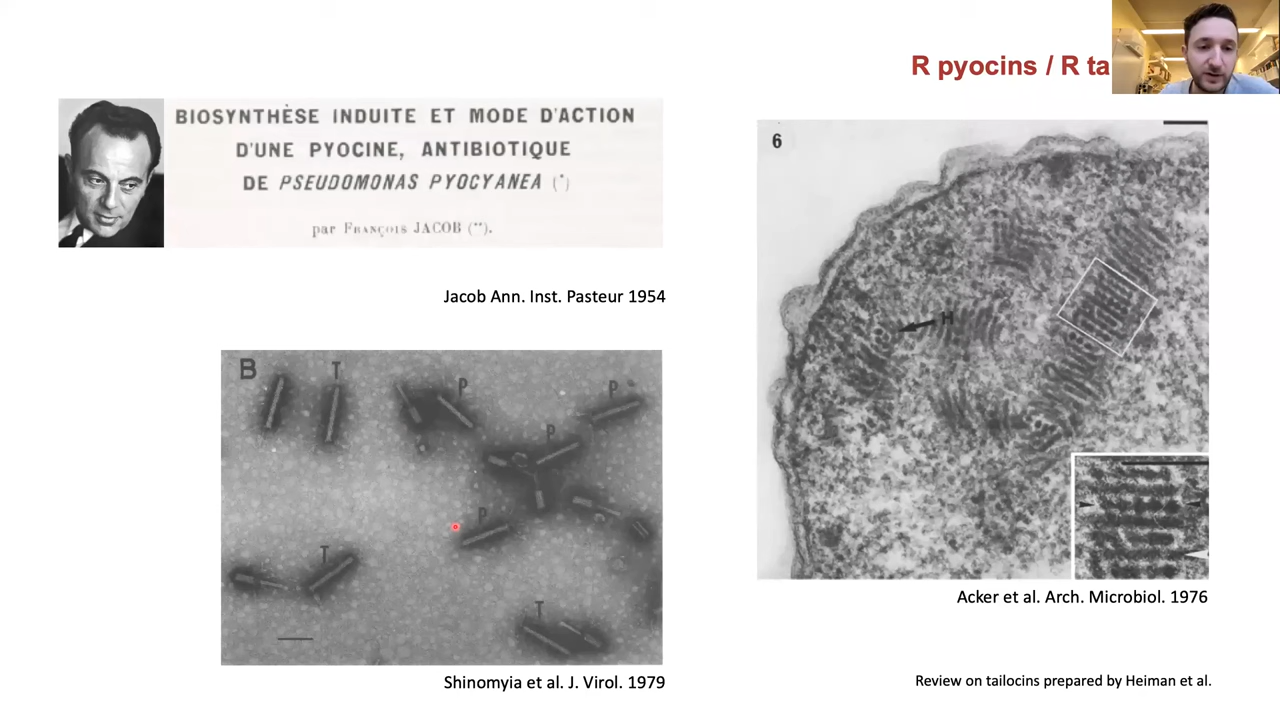 R pyocins / R ta
BIOSYNTHÈSE INDUITE ET MODE D'ACTION
D'UNE PYOCINE, ANTIBIOTIQUE
DE PSEUDOMONAS PYOCYANEA (*)
par FRANÇOIS JACOB (**).
Jacob Ann. Inst. Pasteur 1954
B
T
P
P
P
P
T
T
Shinomyia et al. J. Virol. 1979
6
H
Acker et al. Arch. Microbiol. 1976
Review on tailocins prepared by Heiman et al.